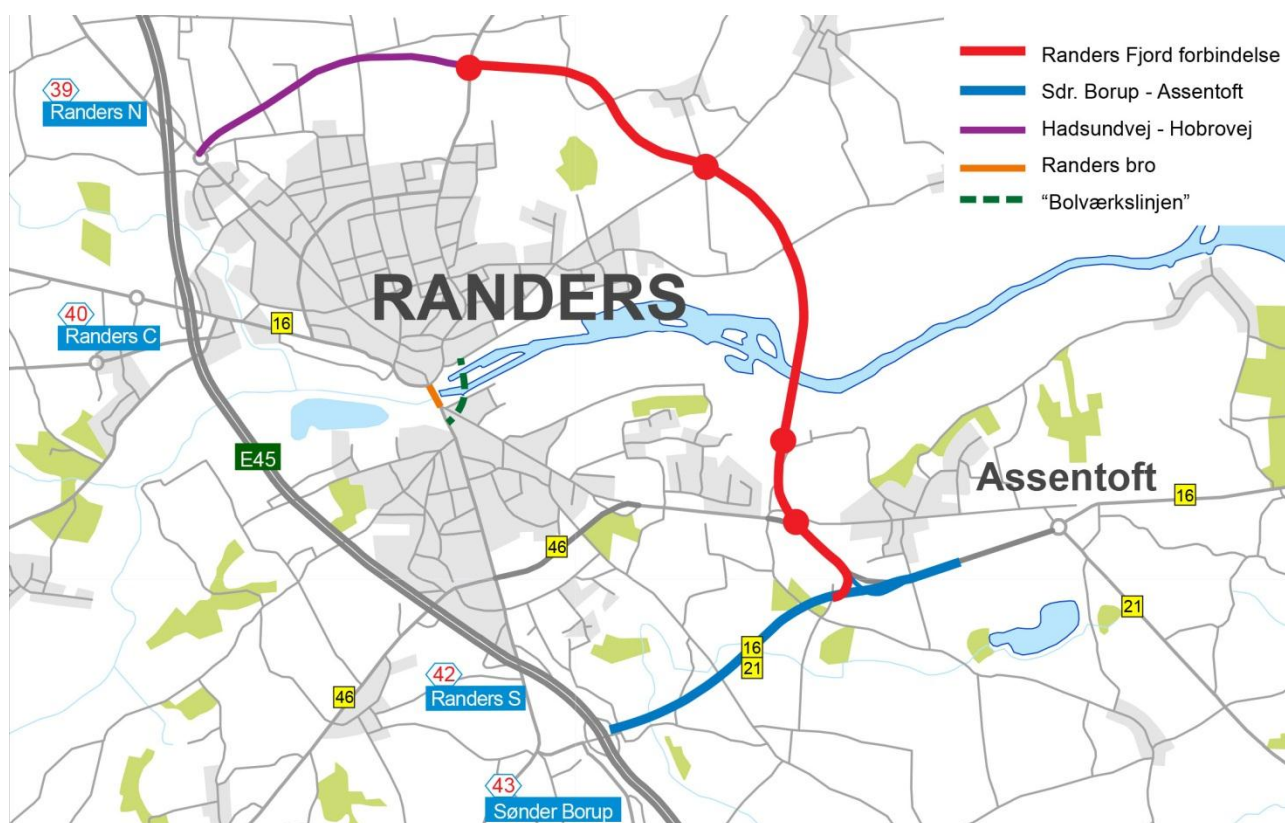 Randers Fjord forbindelse
Sdr. Borup - Assentoft
Hadsundvej - Hobrovej
Randers bro
“Bolværkslinjen”
39
Randers N
RANDERS
40
Randers C
16
E45
Assentoft
16
46
21
16
21
42
Randers S
46
43
Sønder Borup